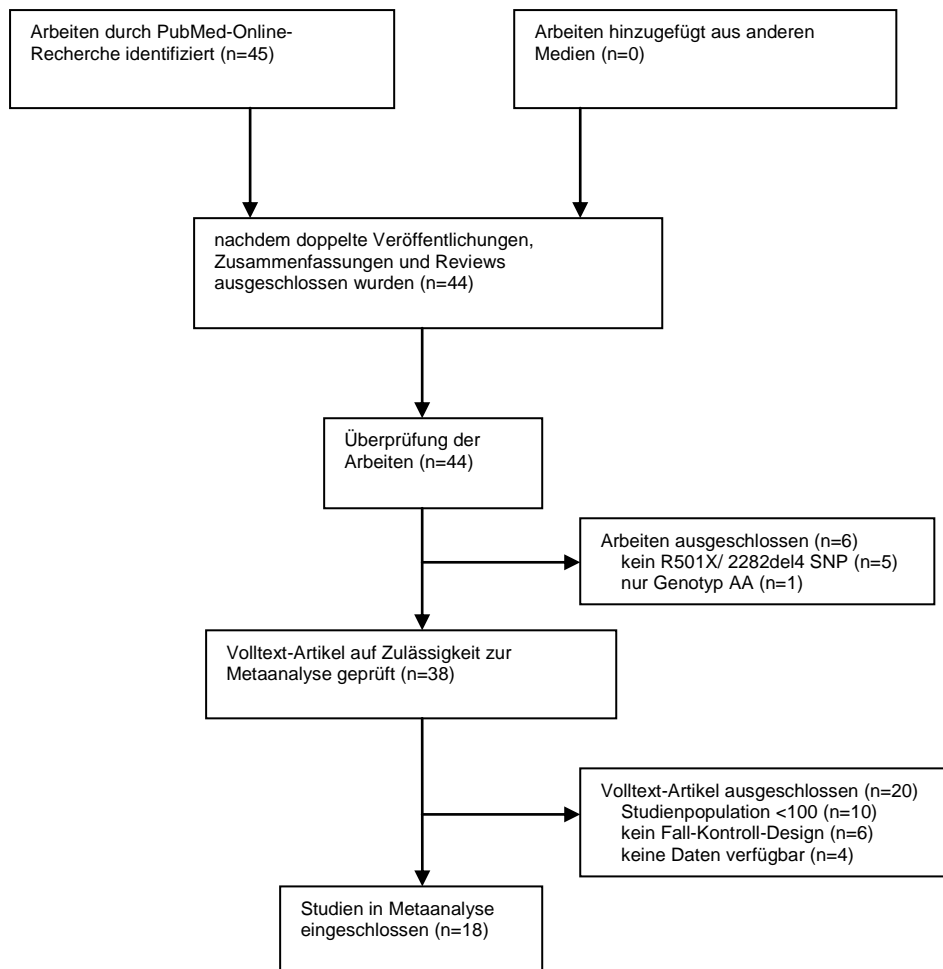 Arbeiten durch PubMed-Online-
Recherche identifiziert (n=45)
Arbeiten hinzugefügt aus anderen
Medien (n=0)
nachdem doppelte Veröffentlichungen,
Zusammenfassungen und Reviews
ausgeschlossen wurden (n=44)
Überprüfung der
Arbeiten (n=44)
Arbeiten ausgeschlossen (n=6)
kein R501X/ 2282del4 SNP (n=5)
nur Genotyp AA (n=1)
Volltext-Artikel auf Zulässigkeit zur
Metaanalyse geprüft (n=38)
Volltext-Artikel ausgeschlossen (n=20)
Studienpopulation <100 (n=10)
kein Fall-Kontroll-Design (n=6)
keine Daten verfügbar (n=4)
Studien in Metaanalyse
eingeschlossen (n=18)